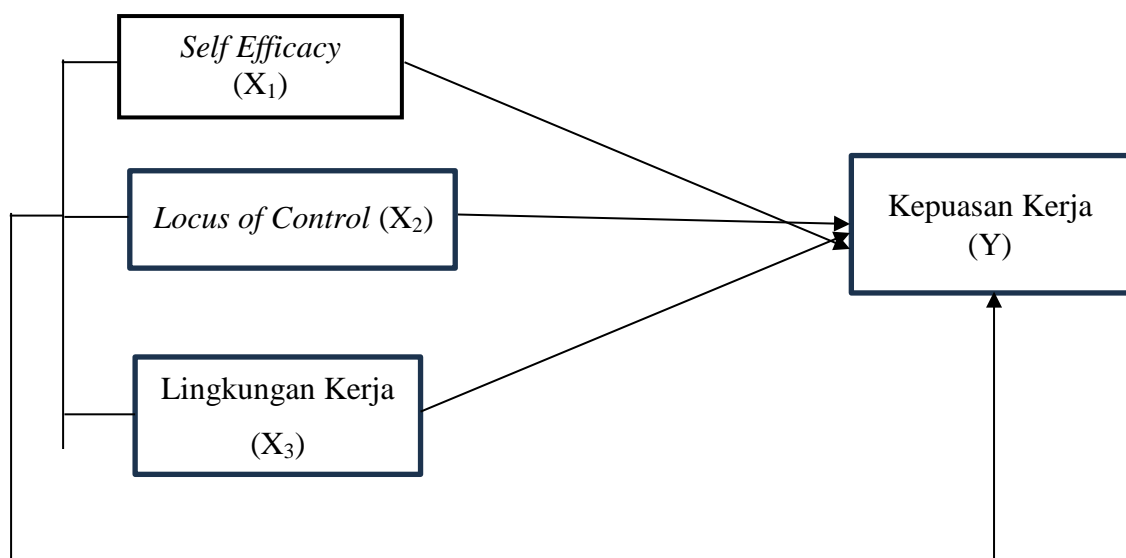 Self Efficacy
(X₁)
Locus of Control (X₂)
Kepuasan Kerja
(Y)
Lingkungan Kerja
(X₃)